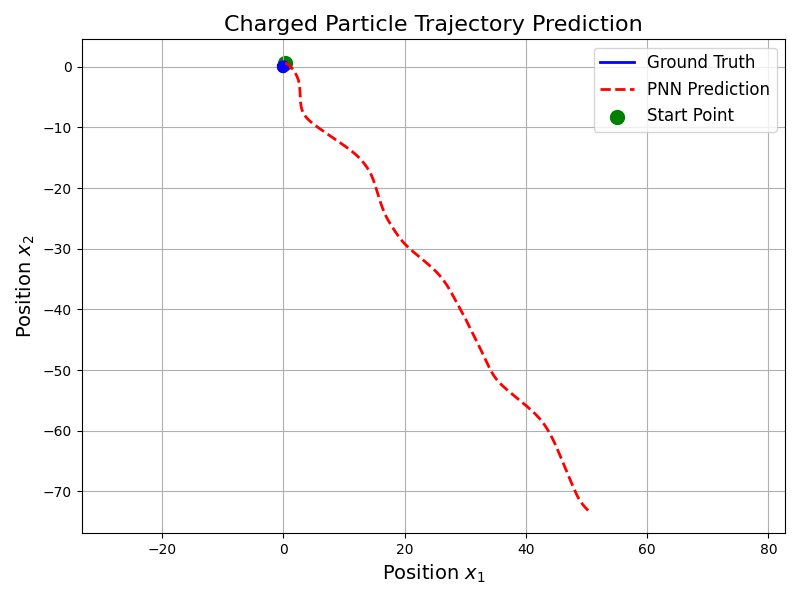 Charged Particle Trajectory Prediction
Ground Truth
PNN Prediction
Start Point
0
−10
−20
−30
−40
−50
−60
−70
Position x₂
−20 0 20 40 60 80
Position x₁